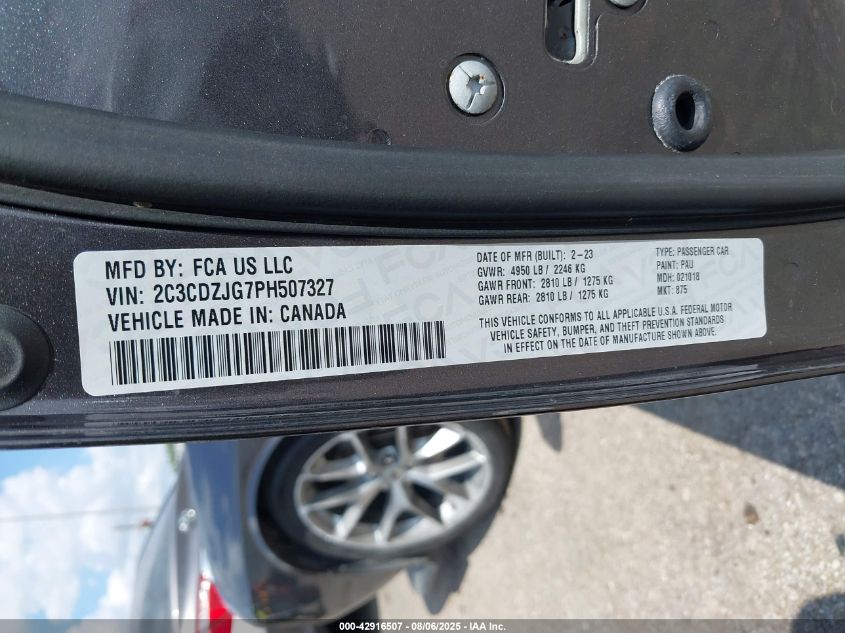 MFD BY: FCA US LLC
VIN: 2C3CDZJG7PH507327
VEHICLE MADE IN: CANADA
DATE OF MFR (BUILT): 2-23
GVWR: 4950 LB / 2246 KG
GAWR FRONT: 2810 LB / 1275 KG
GAWR REAR: 2810 LB / 1275 KG
TYPE: PASSENGER CAR
PAINT: PAU
MDH: 021018
MKT: 875
THIS VEHICLE CONFORMS TO ALL APPLICABLE U.S.A. FEDERAL MOTOR
VEHICLE SAFETY, BUMPER, AND THEFT PREVENTION STANDARDS
IN EFFECT ON THE DATE OF MANUFACTURE SHOWN ABOVE.
000-42916507 - 08/06/2025 - IAA Inc.